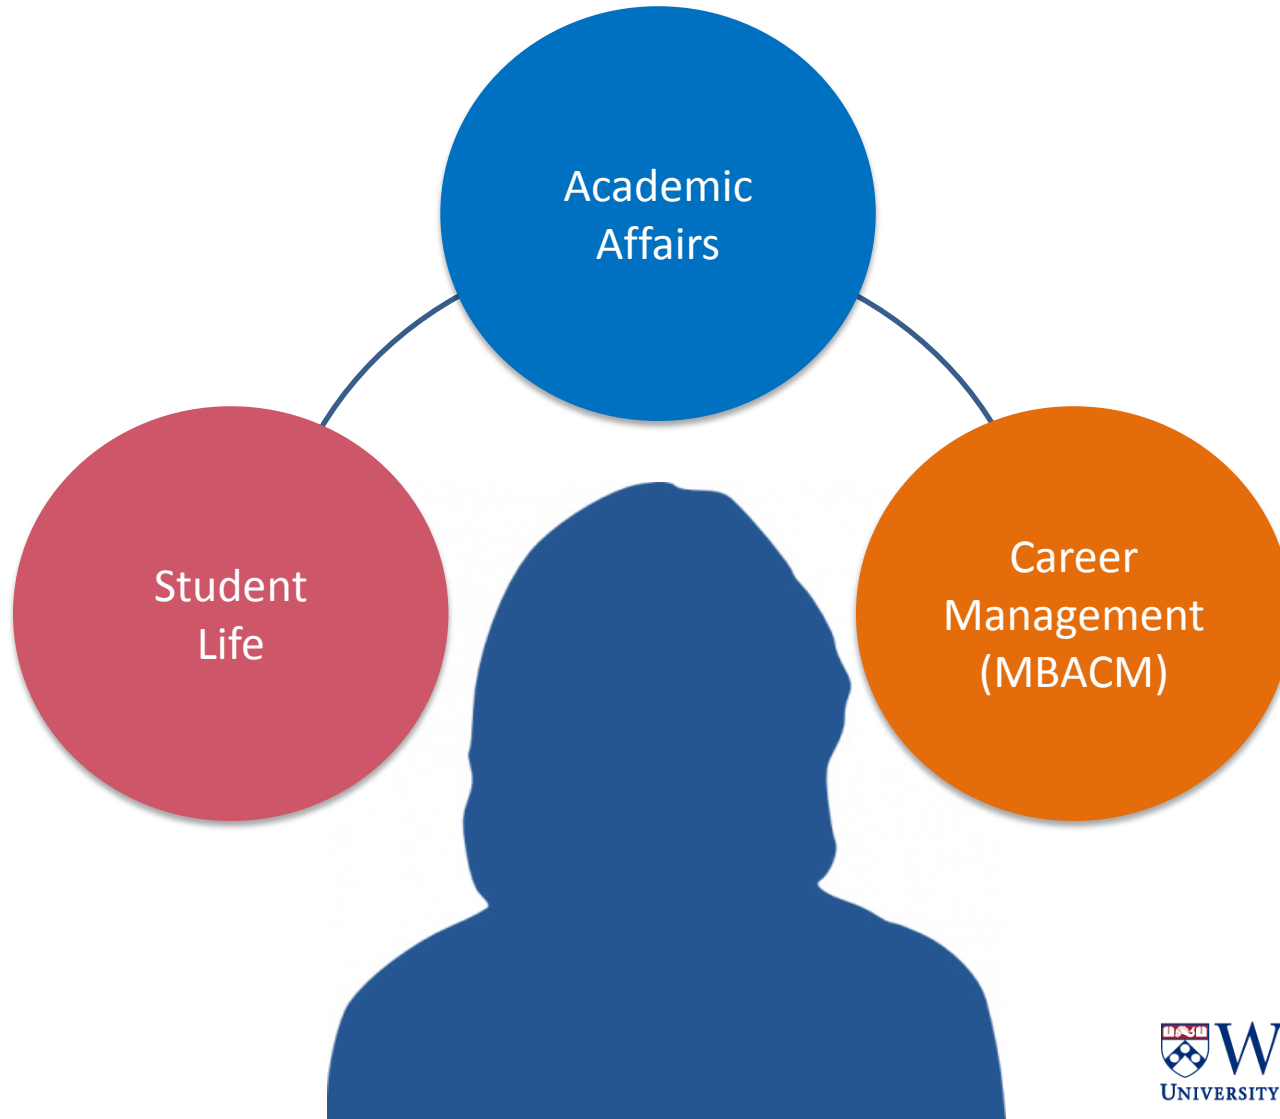 Academic
Affairs
Student
Life
Career
Management
(MBACM)
W
UNIVERSITY